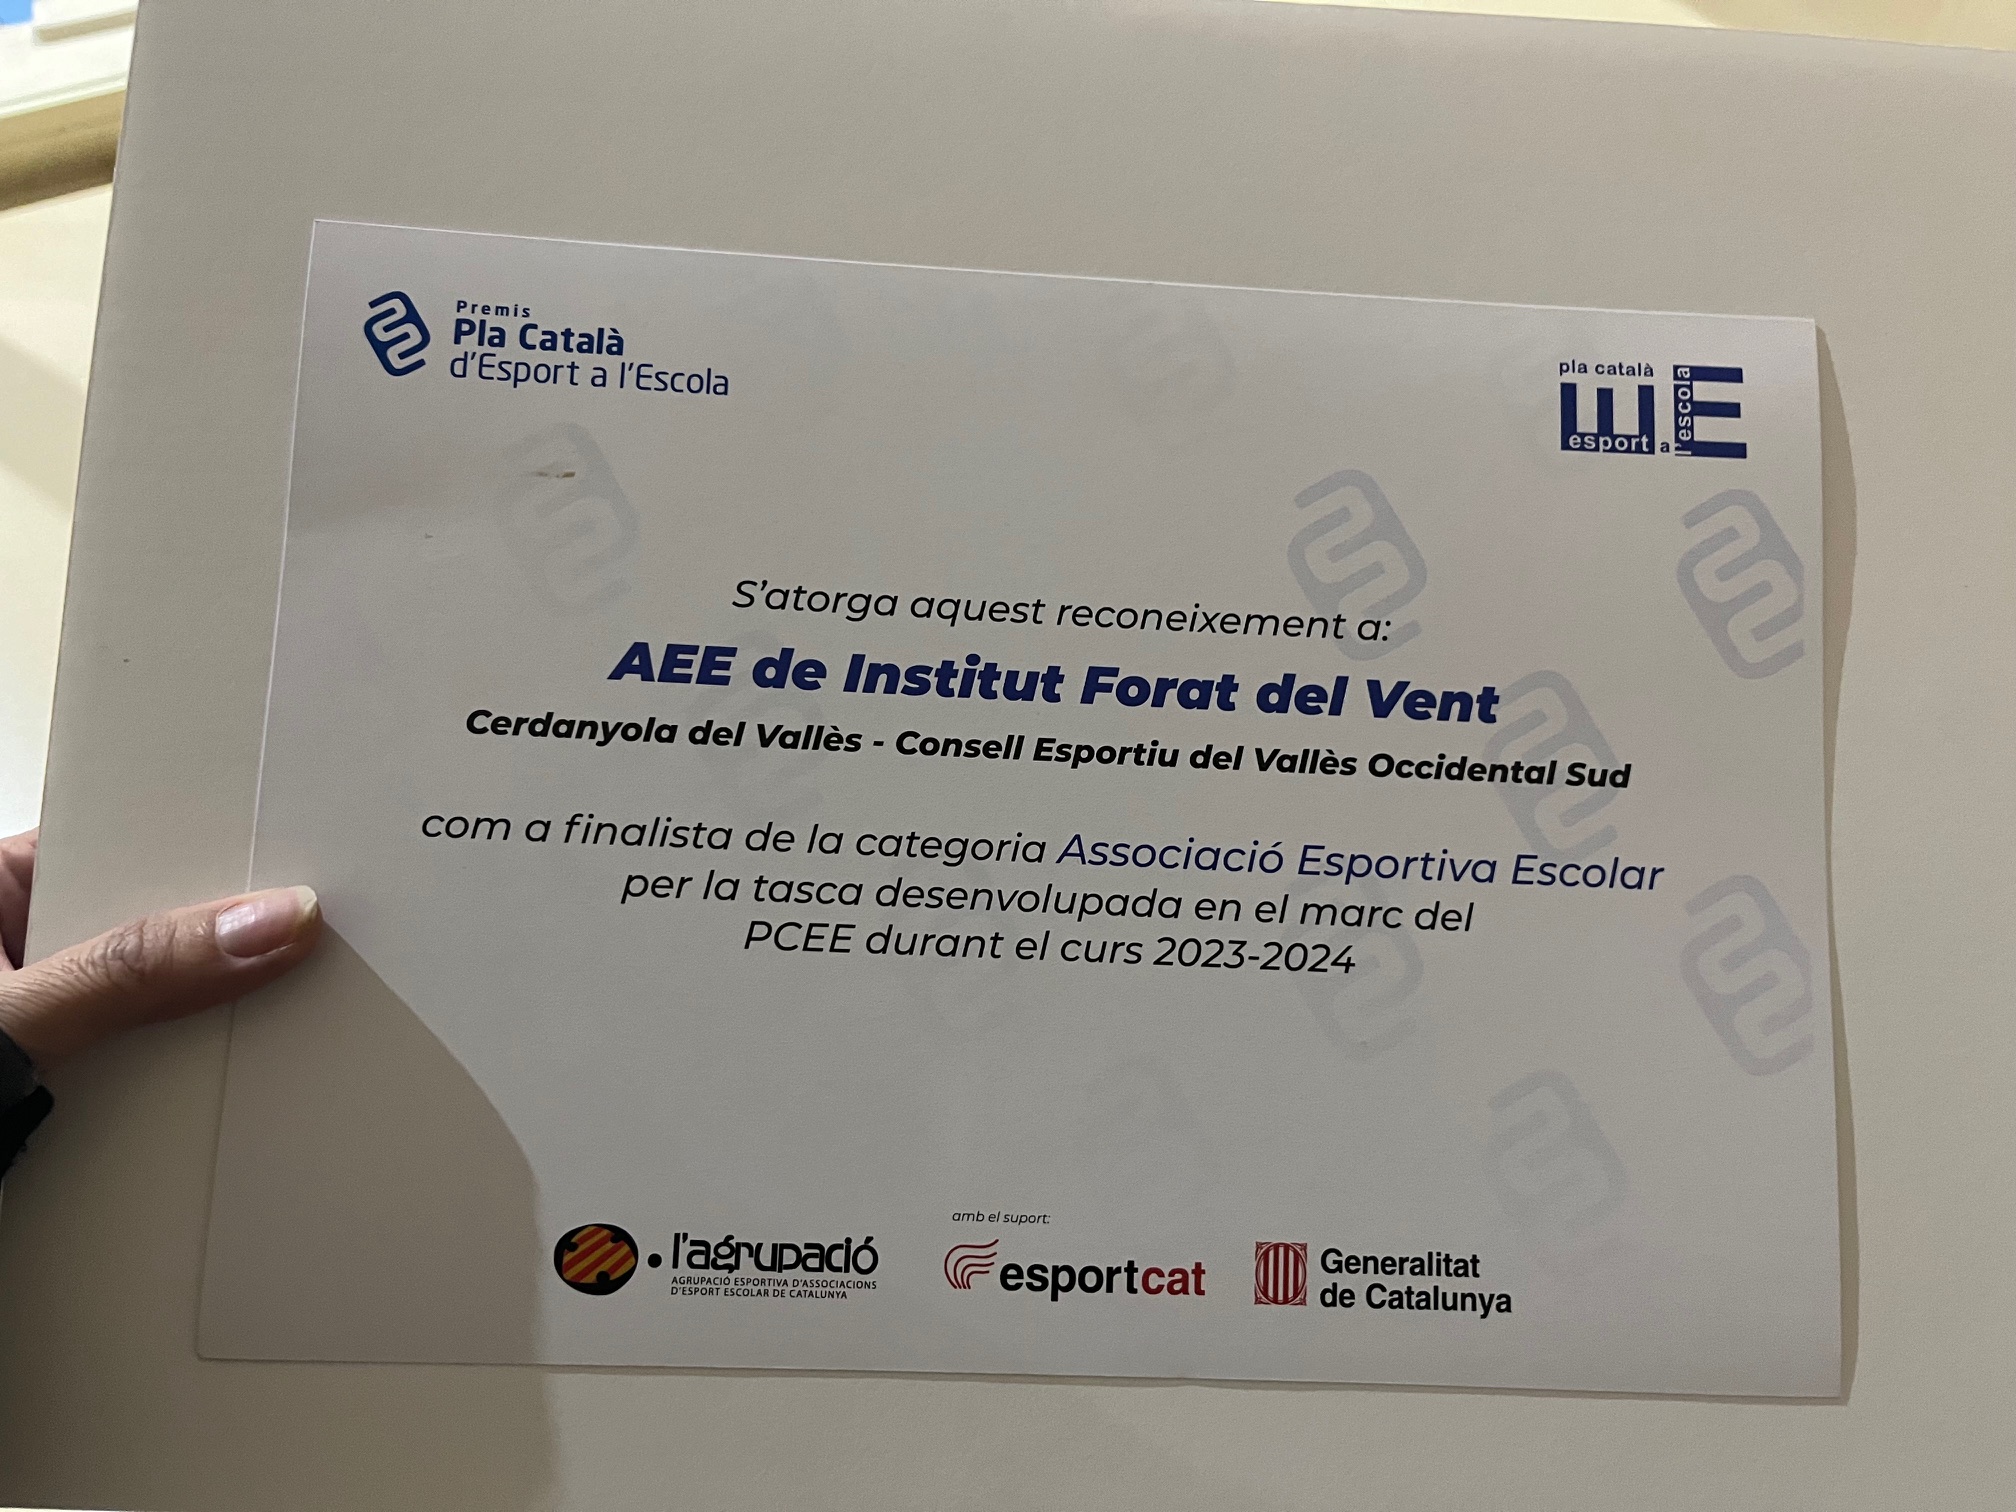 Premis
Pla Català
d'Esport a l'Escola
pla català
esport a l'escola
S'atorga aquest reconeixement a:
AEE de Institut Forat del Vent
Cerdanyola del Vallès - Consell Esportiu del Vallès Occidental Sud
com a finalista de la categoria Associació Esportiva Escolar
per la tasca desenvolupada en el marc del
PCEE durant el curs 2023-2024
l'agrupació
AGRUPACIÓ ESPORTIVA D'ASSOCIACIONS
D'ESPORT ESCOLAR DE CATALUNYA
amb el suport:
esportcat
Generalitat
de Catalunya